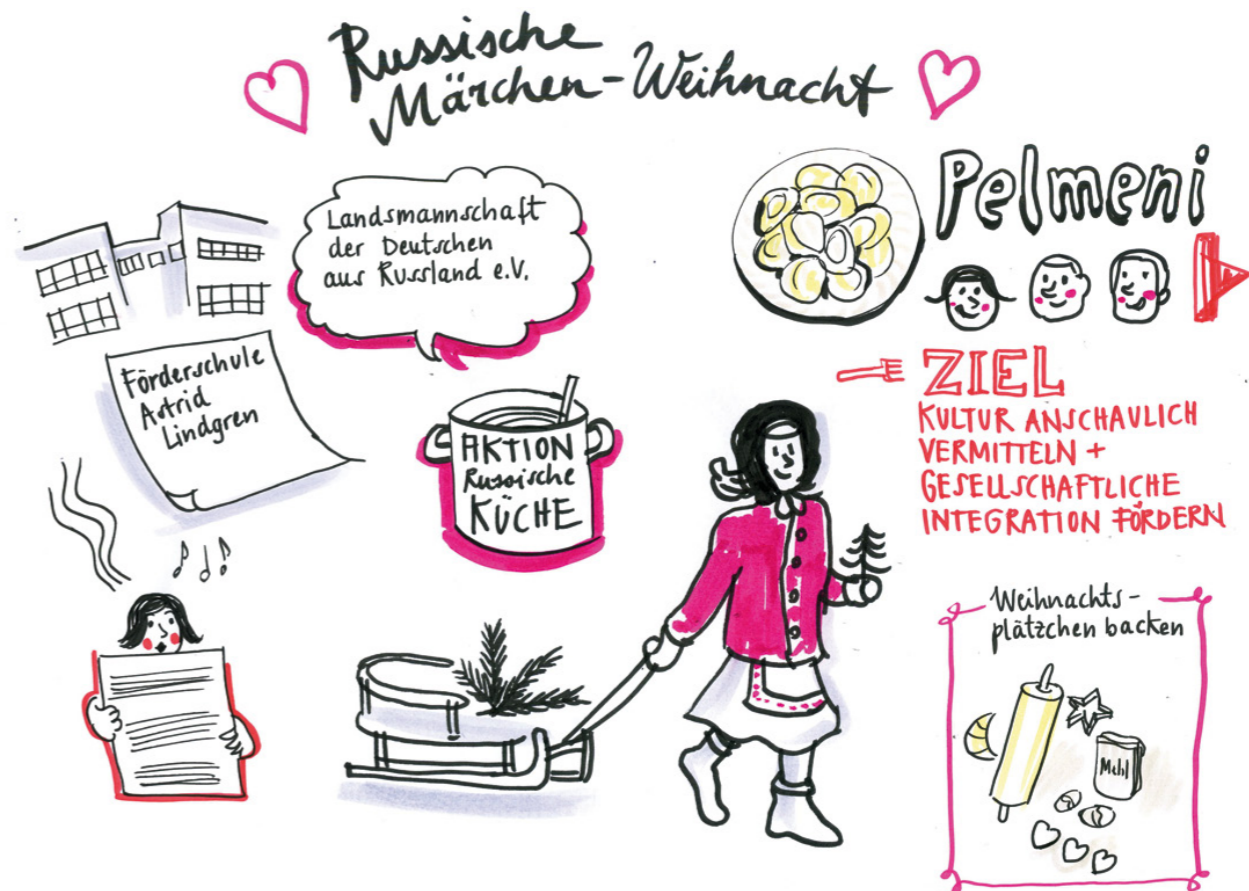 Russische
Märchen-Weihnacht
Landsmannschaft
der Deutschen
aus Russland e.V.
Pelmeni
Förderschule
Astrid
Lindgren
AKTION
Russische
KÜCHE
ZIEL
KULTUR ANSCHAULICH
VERMITTELN +
GESELLSCHAFTLICHE
INTEGRATION FÖRDERN
Weihnachts-
plätzchen backen
Mehl